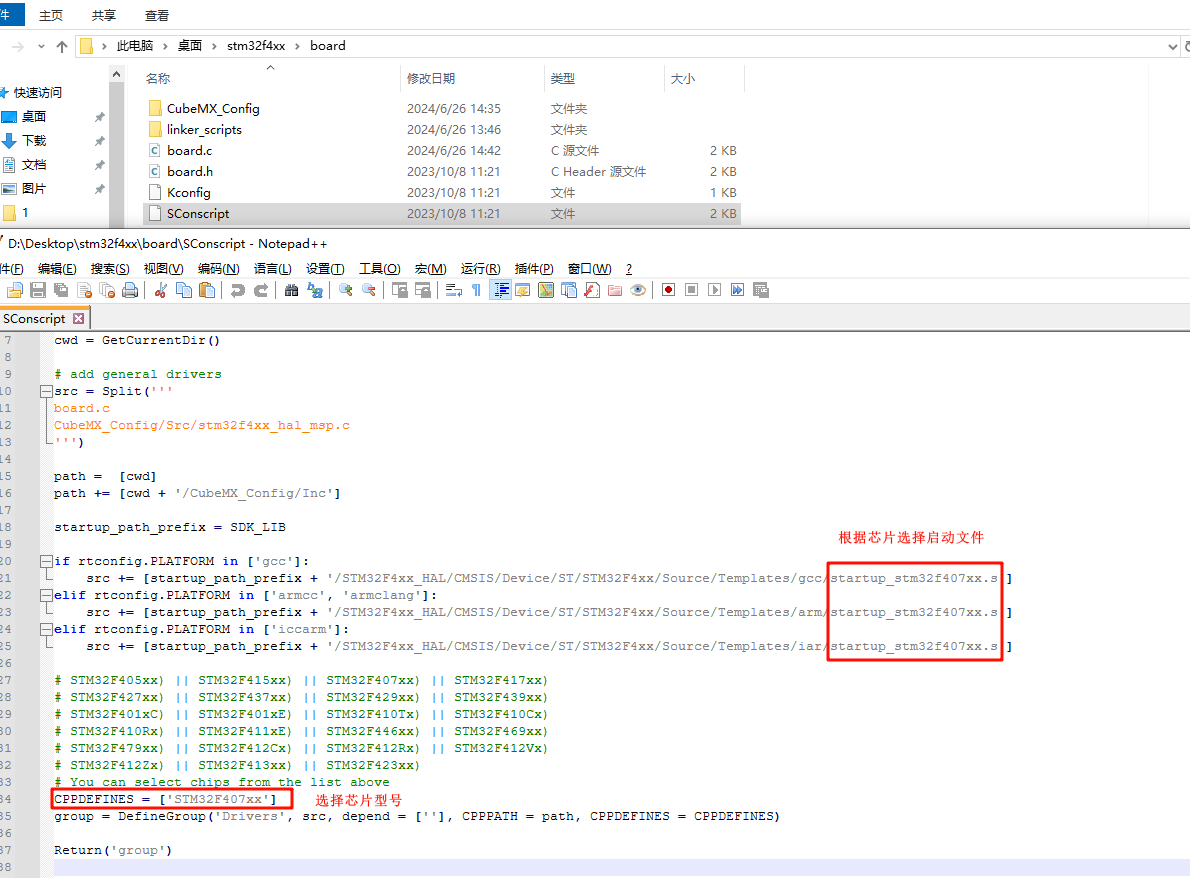 件 主页 共享 查看
此电脑 › 桌面 › stm32f4xx › board
名称 修改日期 类型 大小
快速访问
桌面
下载
文档
图片
1
CubeMX_Config 2024/6/26 14:35 文件夹
linker_scripts 2024/6/26 13:46 文件夹
board.c 2024/6/26 14:42 C 源文件 2 KB
board.h 2023/10/8 11:21 C Header 源文件 2 KB
Kconfig 2023/10/8 11:21 文件 1 KB
SConscript 2023/10/8 11:21 文件 2 KB
D:\Desktop\stm32f4xx\board\SConscript - Notepad++
件(F) 编辑(E) 搜索(S) 视图(V) 编码(N) 语言(L) 设置(T) 工具(O) 宏(M) 运行(R) 插件(P) 窗口(W) ?
SConscript
7 cwd = GetCurrentDir()
8
9 # add general drivers
10 src = Split('''
11 board.c
12 CubeMX_Config/Src/stm32f4xx_hal_msp.c
13 ''')
14
15 path = [cwd]
16 path += [cwd + '/CubeMX_Config/Inc']
17
18 startup_path_prefix = SDK_LIB
19
根据芯片选择启动文件
20 if rtconfig.PLATFORM in ['gcc']:
21 src += [startup_path_prefix + '/STM32F4xx_HAL/CMSIS/Device/ST/STM32F4xx/Source/Templates/gcc/startup_stm32f407xx.s']
22 elif rtconfig.PLATFORM in ['armcc', 'armclang']:
23 src += [startup_path_prefix + '/STM32F4xx_HAL/CMSIS/Device/ST/STM32F4xx/Source/Templates/arm/startup_stm32f407xx.s']
24 elif rtconfig.PLATFORM in ['iccarm']:
25 src += [startup_path_prefix + '/STM32F4xx_HAL/CMSIS/Device/ST/STM32F4xx/Source/Templates/iar/startup_stm32f407xx.s']
26
27 # STM32F405xx) || STM32F415xx) || STM32F407xx) || STM32F417xx)
28 # STM32F427xx) || STM32F437xx) || STM32F429xx) || STM32F439xx)
29 # STM32F401xC) || STM32F401xE) || STM32F410Tx) || STM32F410Cx)
30 # STM32F410Rx) || STM32F411xE) || STM32F446xx) || STM32F469xx)
31 # STM32F479xx) || STM32F412Cx) || STM32F412Rx) || STM32F412Vx)
32 # STM32F412Zx) || STM32F413xx) || STM32F423xx)
33 # You can select chips from the list above
34 CPPDEFINES = ['STM32F407xx'] 选择芯片型号
35 group = DefineGroup('Drivers', src, depend = [''], CPPPATH = path, CPPDEFINES = CPPDEFINES)
36
37 Return('group')
38